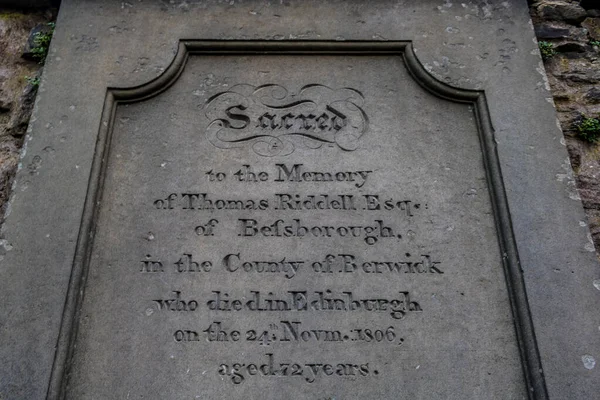 Sacred
to the Memory
of Thomas Riddell Esq.
of Beſsborough.
in the County of Berwick
who died in Edinburgh
on the 24th Novm. 1806.
aged 72 years.